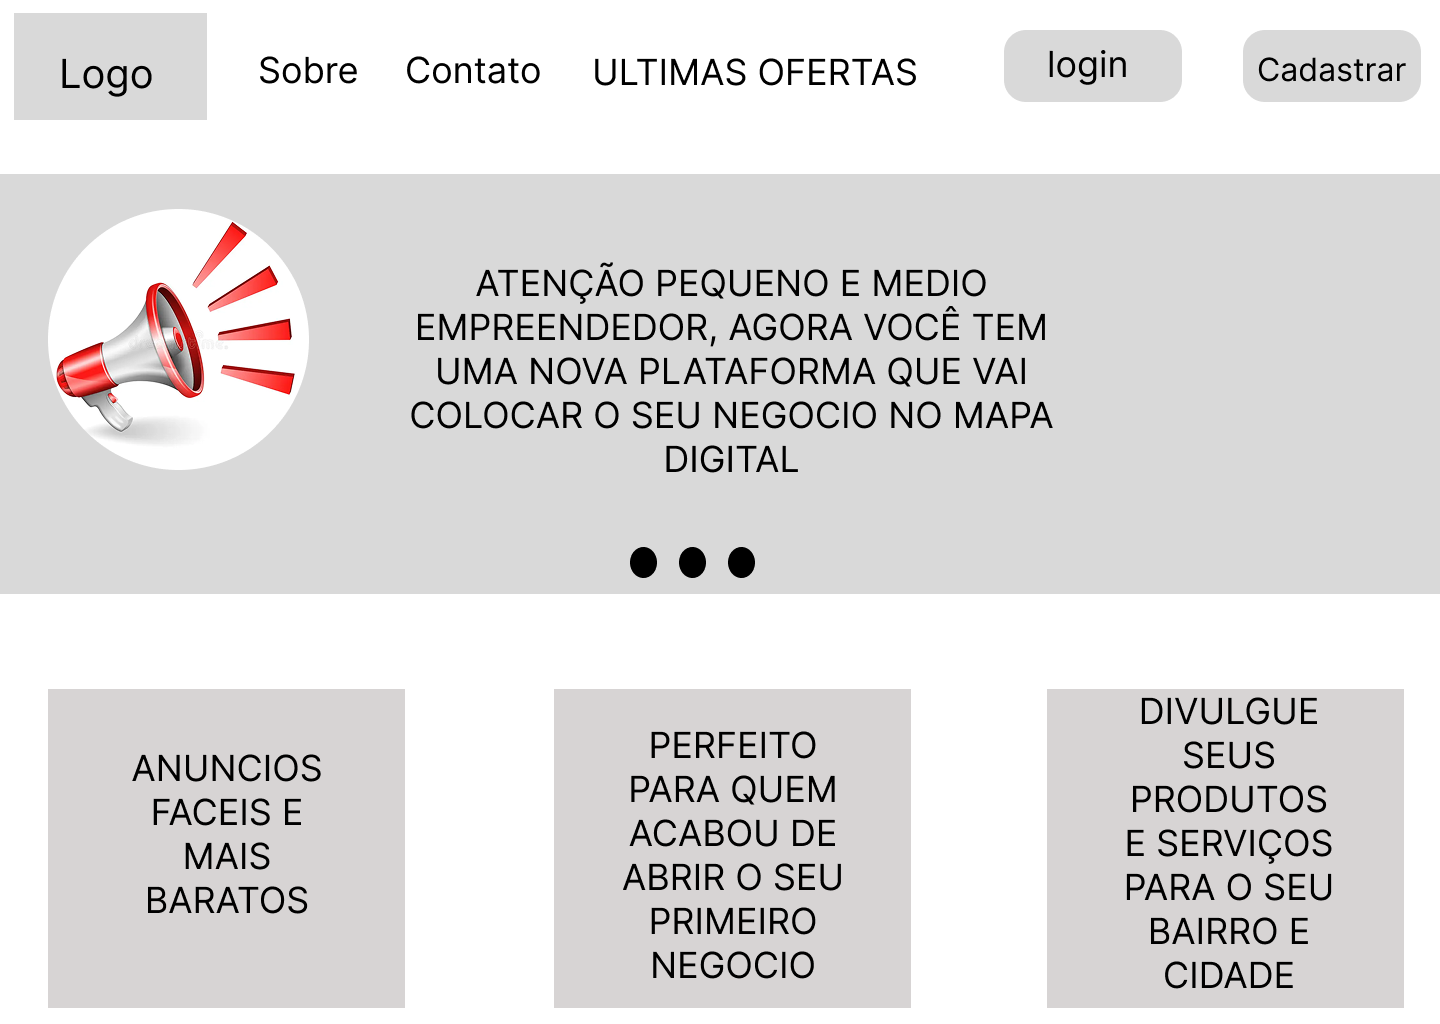 Logo
Sobre
Contato
ULTIMAS OFERTAS
login
Cadastrar
ATENÇÃO PEQUENO E MEDIO
EMPREENDEDOR, AGORA VOCÊ TEM
UMA NOVA PLATAFORMA QUE VAI
COLOCAR O SEU NEGOCIO NO MAPA
DIGITAL
ANUNCIOS
FACEIS E
MAIS
BARATOS
PERFEITO
PARA QUEM
ACABOU DE
ABRIR O SEU
PRIMEIRO
NEGOCIO
DIVULGUE
SEUS
PRODUTOS
E SERVIÇOS
PARA O SEU
BAIRRO E
CIDADE